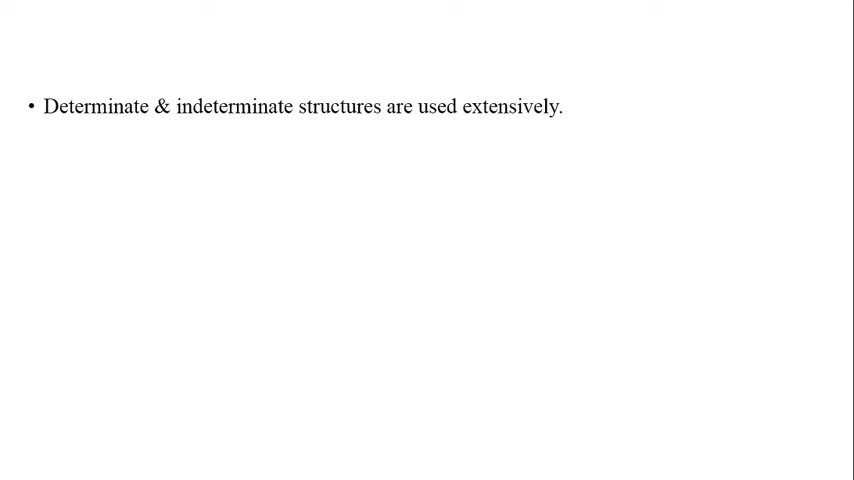 • Determinate & indeterminate structures are used extensively.